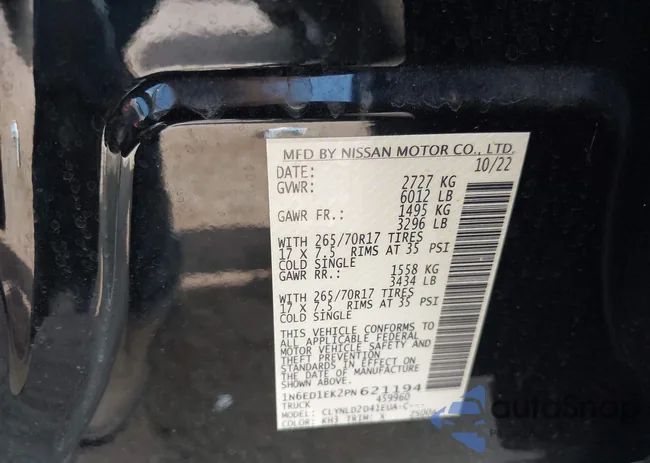 MFD BY NISSAN MOTOR CO., LTD.
DATE: 10/22
GVWR: 2727 KG
6012 LB
GAWR FR.: 1495 KG
3296 LB
WITH 265/70R17 TIRES
17 X 7.5 RIMS AT 35 PSI
COLD SINGLE
GAWR RR.: 1558 KG
3434 LB
WITH 265/70R17 TIRES
17 X 7.5 RIMS AT 35 PSI
COLD SINGLE
THIS VEHICLE CONFORMS TO
ALL APPLICABLE FEDERAL
MOTOR VEHICLE SAFETY AND
THEFT PREVENTION
STANDARDS IN EFFECT ON
THE DATE OF MANUFACTURE
SHOWN ABOVE.
1N6ED1EK2PN621194
TRUCK 459960
MODEL: CLYNLD2D41EUA-C---
COLOR: KH3 TRIM: X
autoSnap